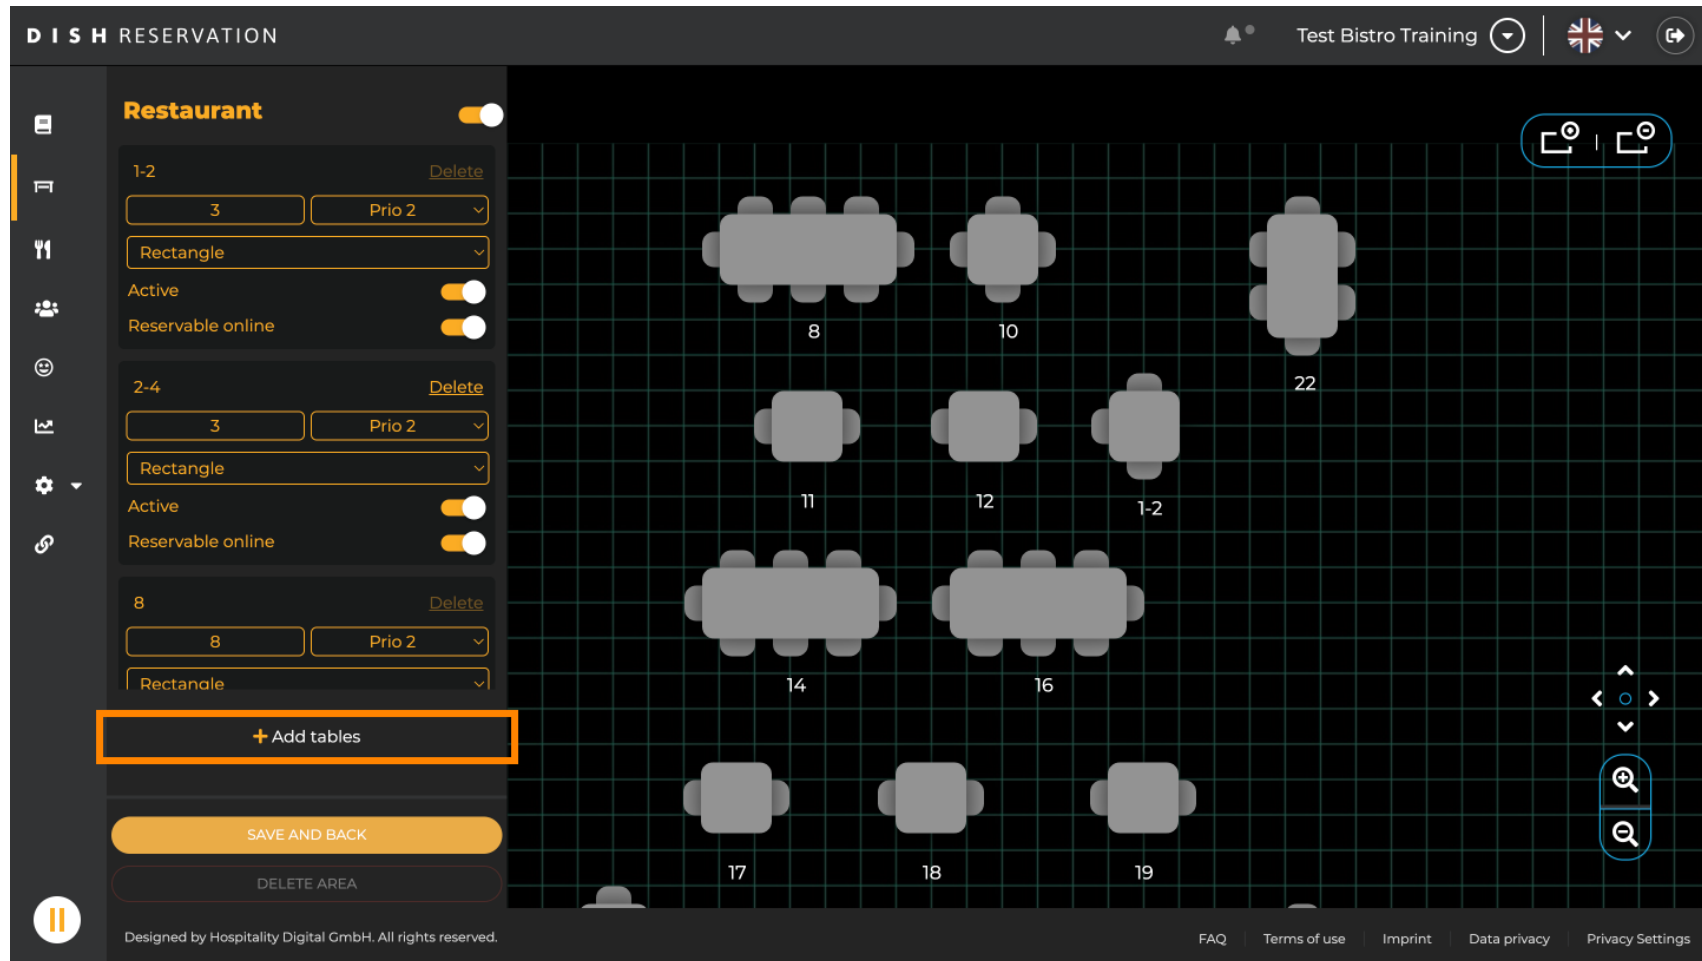 DISH RESERVATION
Test Bistro Training
Restaurant
1-2 Delete
3 Prio 2
Rectangle
Active
Reservable online
2-4 Delete
3 Prio 2
Rectangle
Active
Reservable online
8 Delete
8 Prio 2
Rectangle
+ Add tables
SAVE AND BACK
DELETE AREA
8 10
22
11 12 1-2
14 16
17 18 19
Designed by Hospitality Digital GmbH. All rights reserved.
FAQ Terms of use Imprint Data privacy Privacy Settings